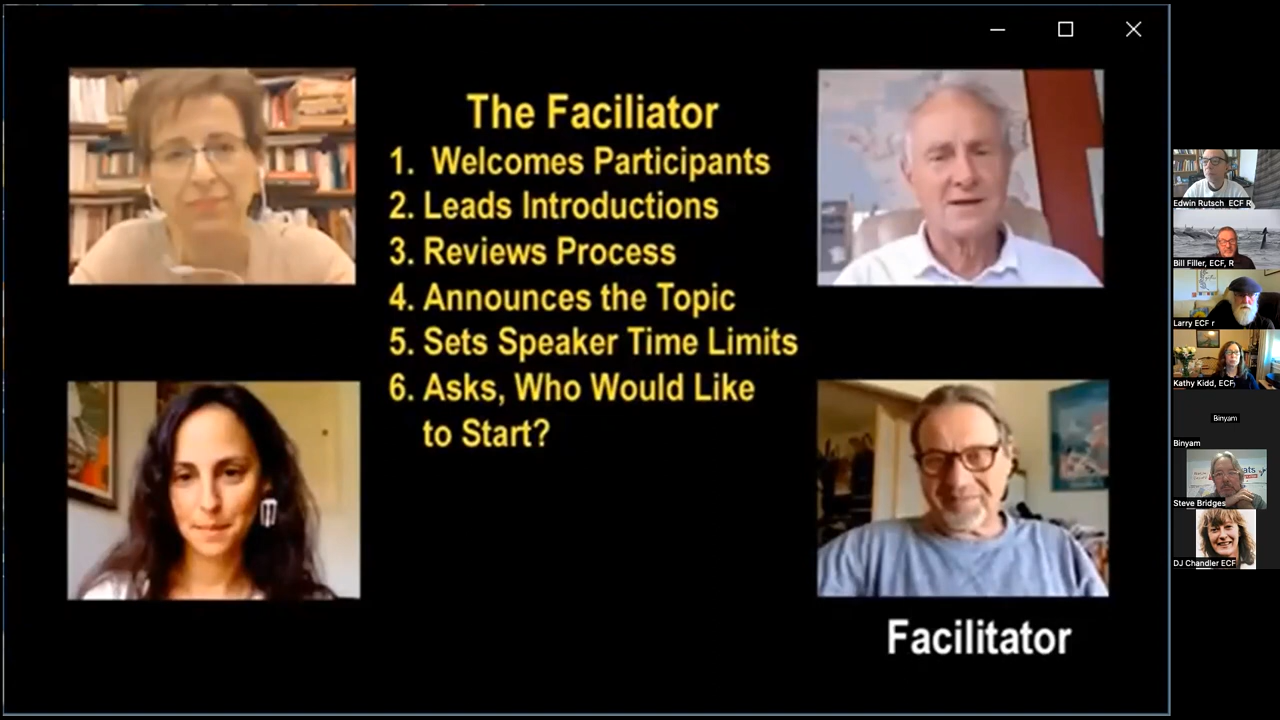 The Faciliator
1. Welcomes Participants
2. Leads Introductions
3. Reviews Process
4. Announces the Topic
5. Sets Speaker Time Limits
6. Asks, Who Would Like
to Start?
Facilitator
Edwin Rutsch ECF R
Bill Filler, ECF, R
Larry ECF r
Kathy Kidd, ECF,
Binyam
Binyam
Steve Bridges
DJ Chandler ECF